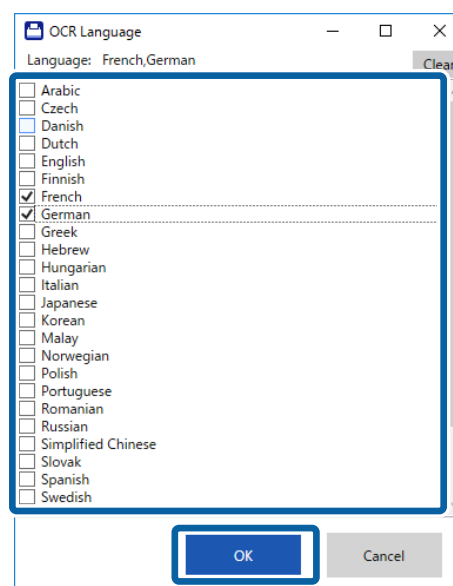 OCR Language
Language: French,German
Clear
Arabic
Czech
Danish
Dutch
English
Finnish
French
German
Greek
Hebrew
Hungarian
Italian
Japanese
Korean
Malay
Norwegian
Polish
Portuguese
Romanian
Russian
Simplified Chinese
Slovak
Spanish
Swedish
OK Cancel